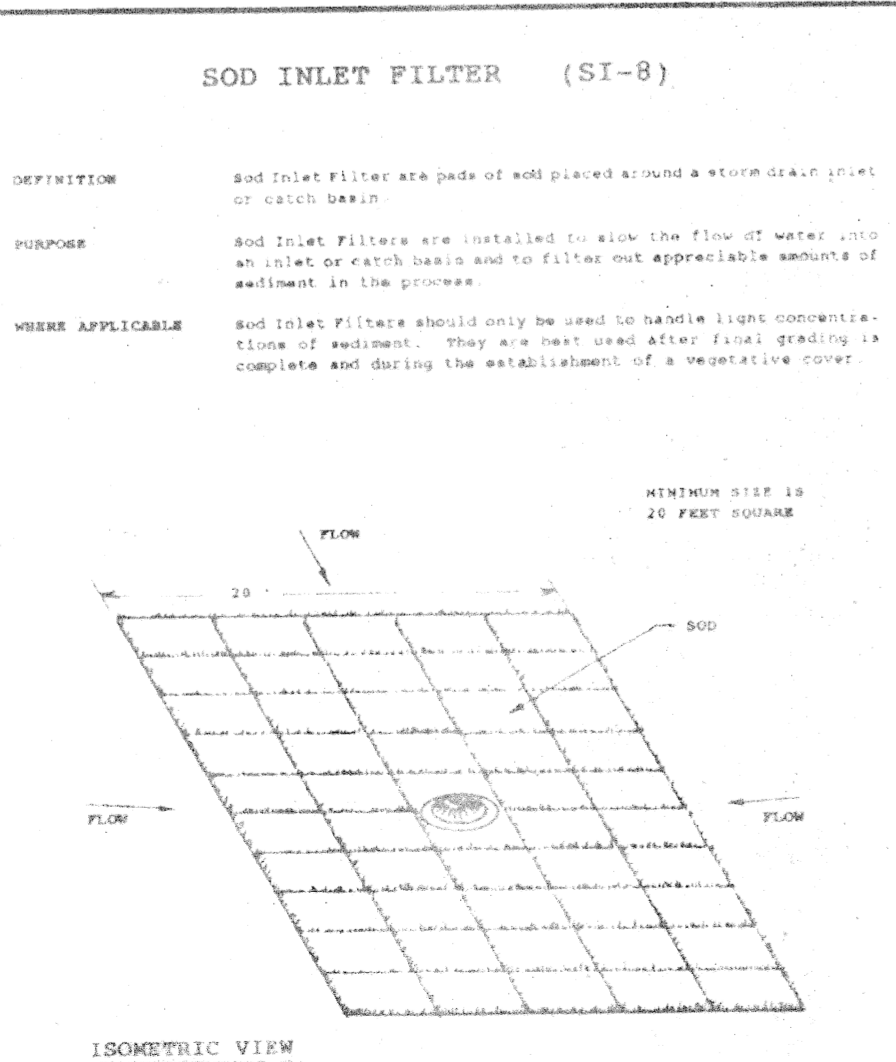 SOD INLET FILTER (SI-8)
DEFINITION
Sod Inlet Filter are pads of sod placed around a storm drain inlet
or catch basin
PURPOSE
Sod Inlet Filters are installed to slow the flow of water into
an inlet or catch basin and to filter out appreciable amounts of
sediment in the process.
WHERE APPLICABLE
Sod Inlet Filters should only be used to handle light concentra-
tions of sediment. They are best used after final grading is
complete and during the establishment of a vegetative cover.
MINIMUM SIZE IS
20 FEET SQUARE
FLOW
20 '
SOD
FLOW
FLOW
ISOMETRIC VIEW